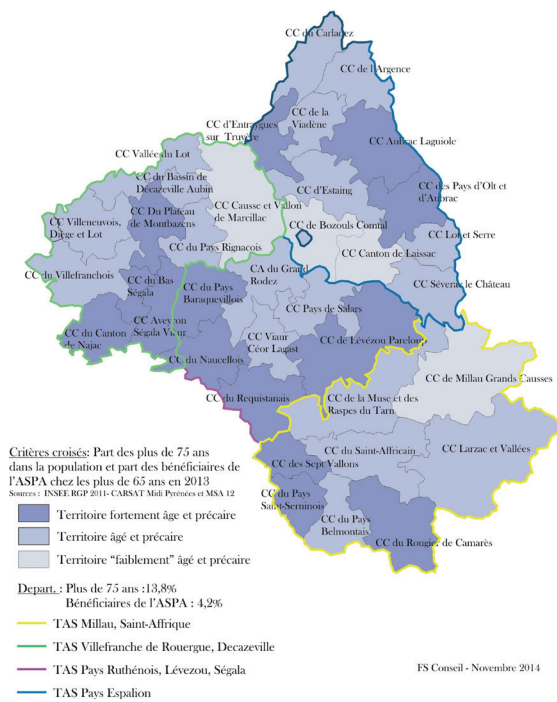 CC du Carladez
CC de l'Argence
CC de la
Viadène
CC d'Entraygues
sur Truyère
CC Aubrac Laguiole
CC Vallée du Lot
CC du Bassin de
Décazeville Aubin
CC d'Estaing
CC des Pays d'Olt et
d'Aubrac
CC Causse et Vallon
de Marcillac
CC Du Plateau
de Montbazens
CC Villeneuvois,
Diège et Lot
CC de Bozouls Comtal
CC Lot et Serre
CC du Pays Rignacois
CC Canton de Laissac
CC du Villefranchois
CA du Grand
Rodez
CC du Bas
Ségala
CC du Pays
Baraquevillois
CC Séverac le Château
CC Pays de Salars
CC Aveyron
Ségala Viaur
CC du Canton
de Najac
CC Viaur
Céor Lagast
CC de Lévézou Pareloup
CC du Naucellois
CC de Millau Grands Causses
CC du Requistanais
CC de la Muse et des
Raspes du Tarn
CC du Saint-Affricain
CC Larzac et Vallées
CC des Sept Vallons
CC du Pays
Saint-Serninois
CC du Pays
Belmontais
CC du Rougier de Camarès
Critères croisés: Part des plus de 75 ans
dans la population et part des bénéficiaires de
l'ASPA chez les plus de 65 ans en 2013
Sources : INSEE RGP 2011- CARSAT Midi Pyrénées et MSA 12
Territoire fortement âge et précaire
Territoire âgé et précaire
Territoire "faiblement" âgé et précaire
Depart. : Plus de 75 ans :13,8%
Bénéficiaires de l'ASPA : 4,2%
TAS Millau, Saint-Affrique
TAS Villefranche de Rouergue, Decazeville
TAS Pays Ruthénois, Lévezou, Ségala
TAS Pays Espalion
FS Conseil - Novembre 2014